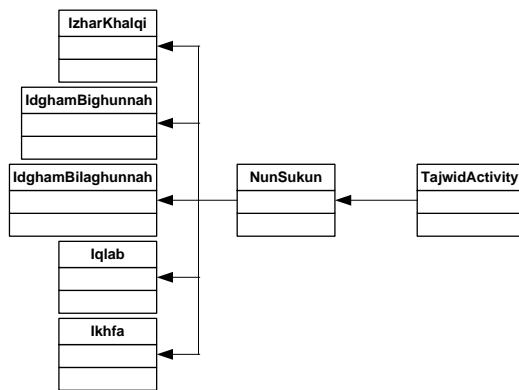 IzharKhalqi
IdghamBighunnah
IdghamBilaghunnah
NunSukun
TajwidActivity
Iqlab
Ikhfa